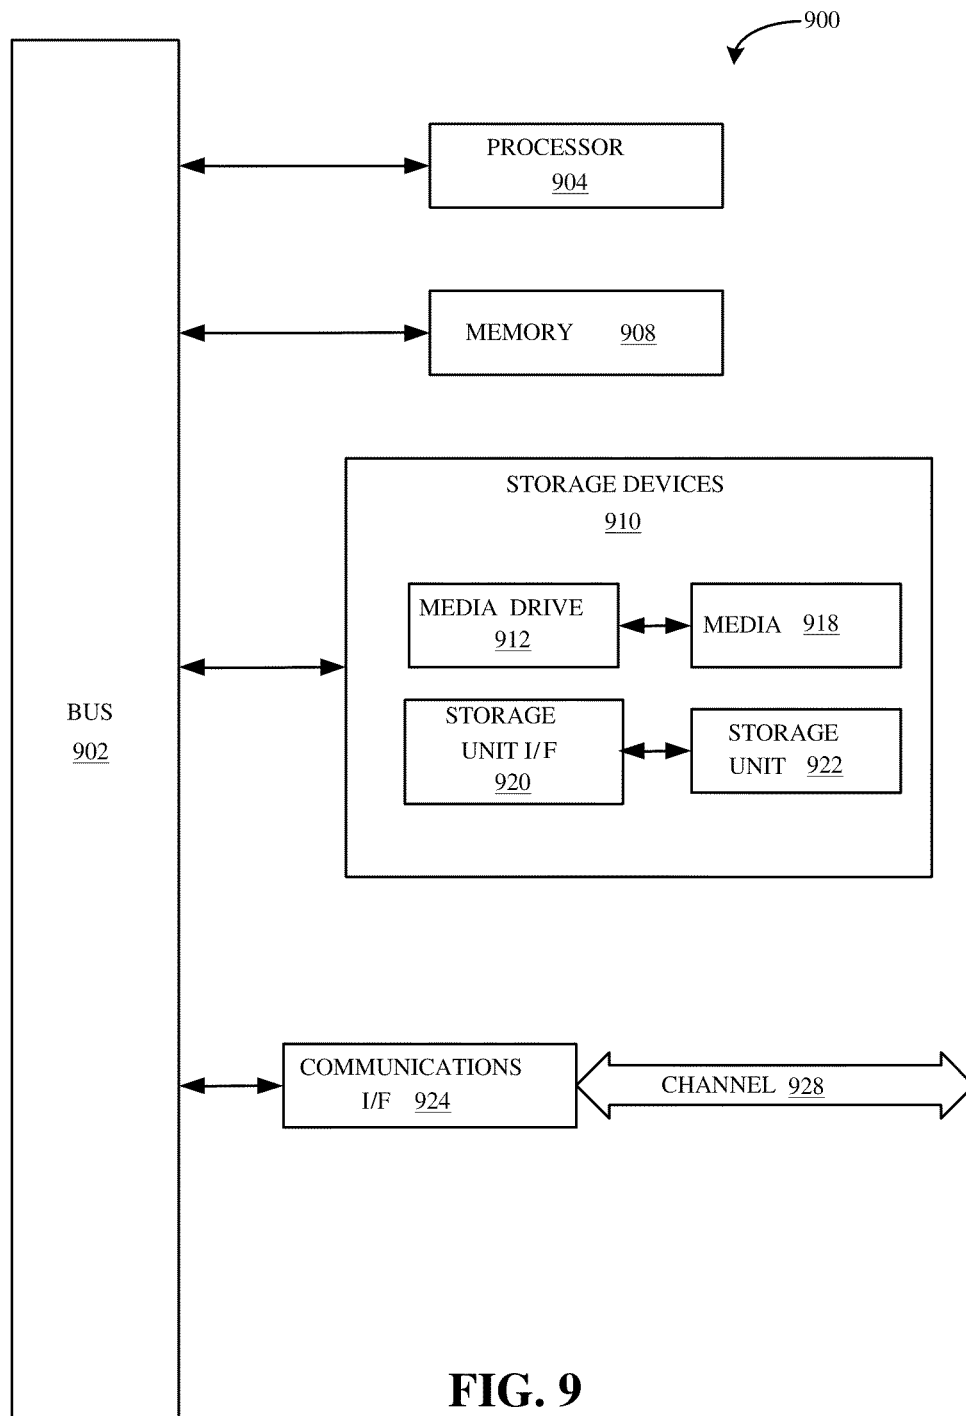 900
PROCESSOR
904
MEMORY 908
STORAGE DEVICES
910
MEDIA DRIVE
912
MEDIA 918
STORAGE
UNIT I/F
920
STORAGE
UNIT 922
BUS
902
COMMUNICATIONS
I/F 924
CHANNEL 928
FIG. 9